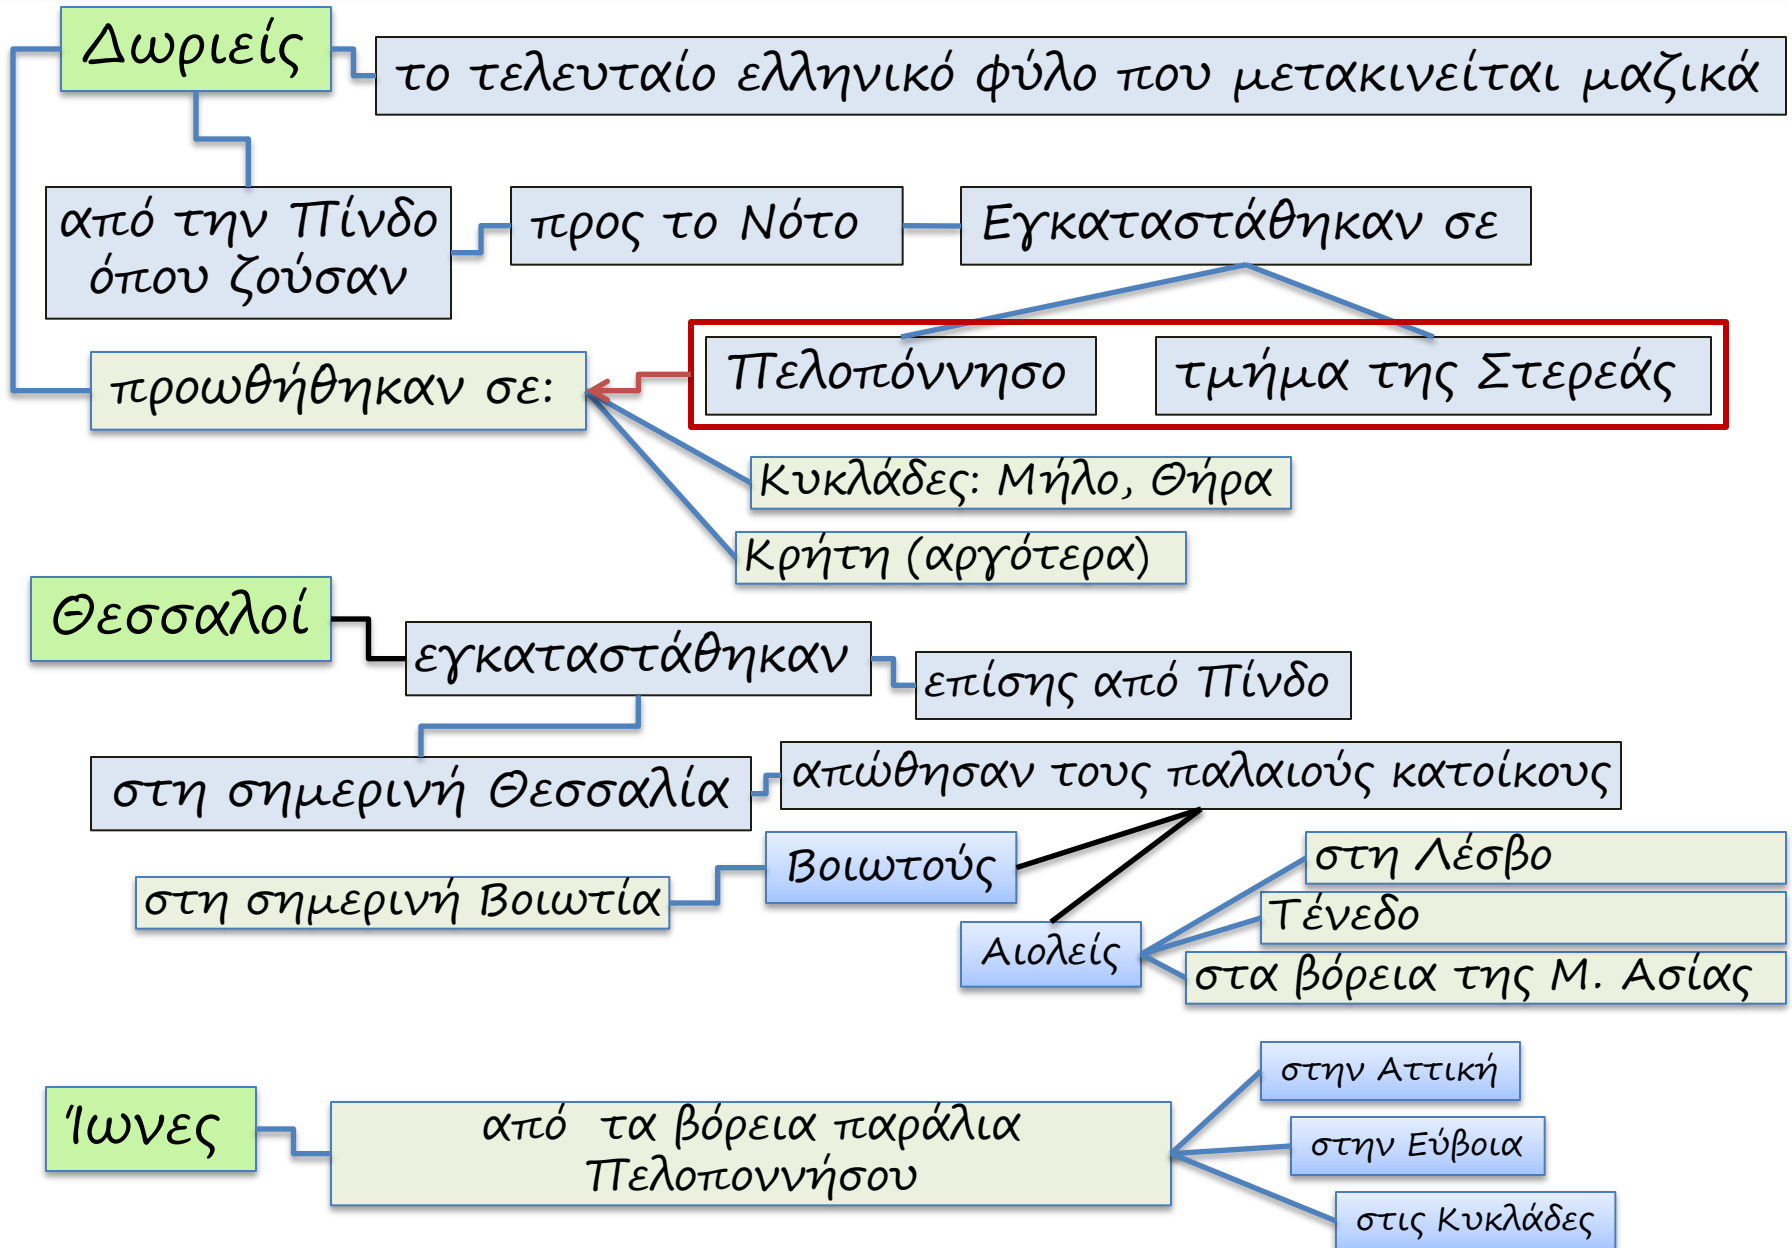 Δωριείς
το τελευταίο ελληνικό φύλο που μετακινείται μαζικά
από την Πίνδο
όπου ζούσαν
προς το Νότο
Εγκαταστάθηκαν σε
Πελοπόννησο
τμήμα της Στερεάς
προωθήθηκαν σε:
Κυκλάδες: Μήλο, Θήρα
Κρήτη (αργότερα)
Θεσσαλοί
εγκαταστάθηκαν
επίσης από Πίνδο
στη σημερινή Θεσσαλία
απώθησαν τους παλαιούς κατοίκους
Βοιωτούς
στη σημερινή Βοιωτία
Αιολείς
στη Λέσβο
Τένεδο
στα βόρεια της Μ. Ασίας
Ίωνες
από τα βόρεια παράλια
Πελοποννήσου
στην Αττική
στην Εύβοια
στις Κυκλάδες